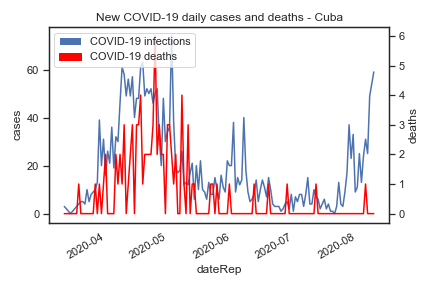 New COVID-19 daily cases and deaths - Cuba
COVID-19 infections
COVID-19 deaths
cases
60
40
20
0
deaths
6
5
4
3
2
1
0
2020-04
2020-05
2020-06
2020-07
2020-08
dateRep